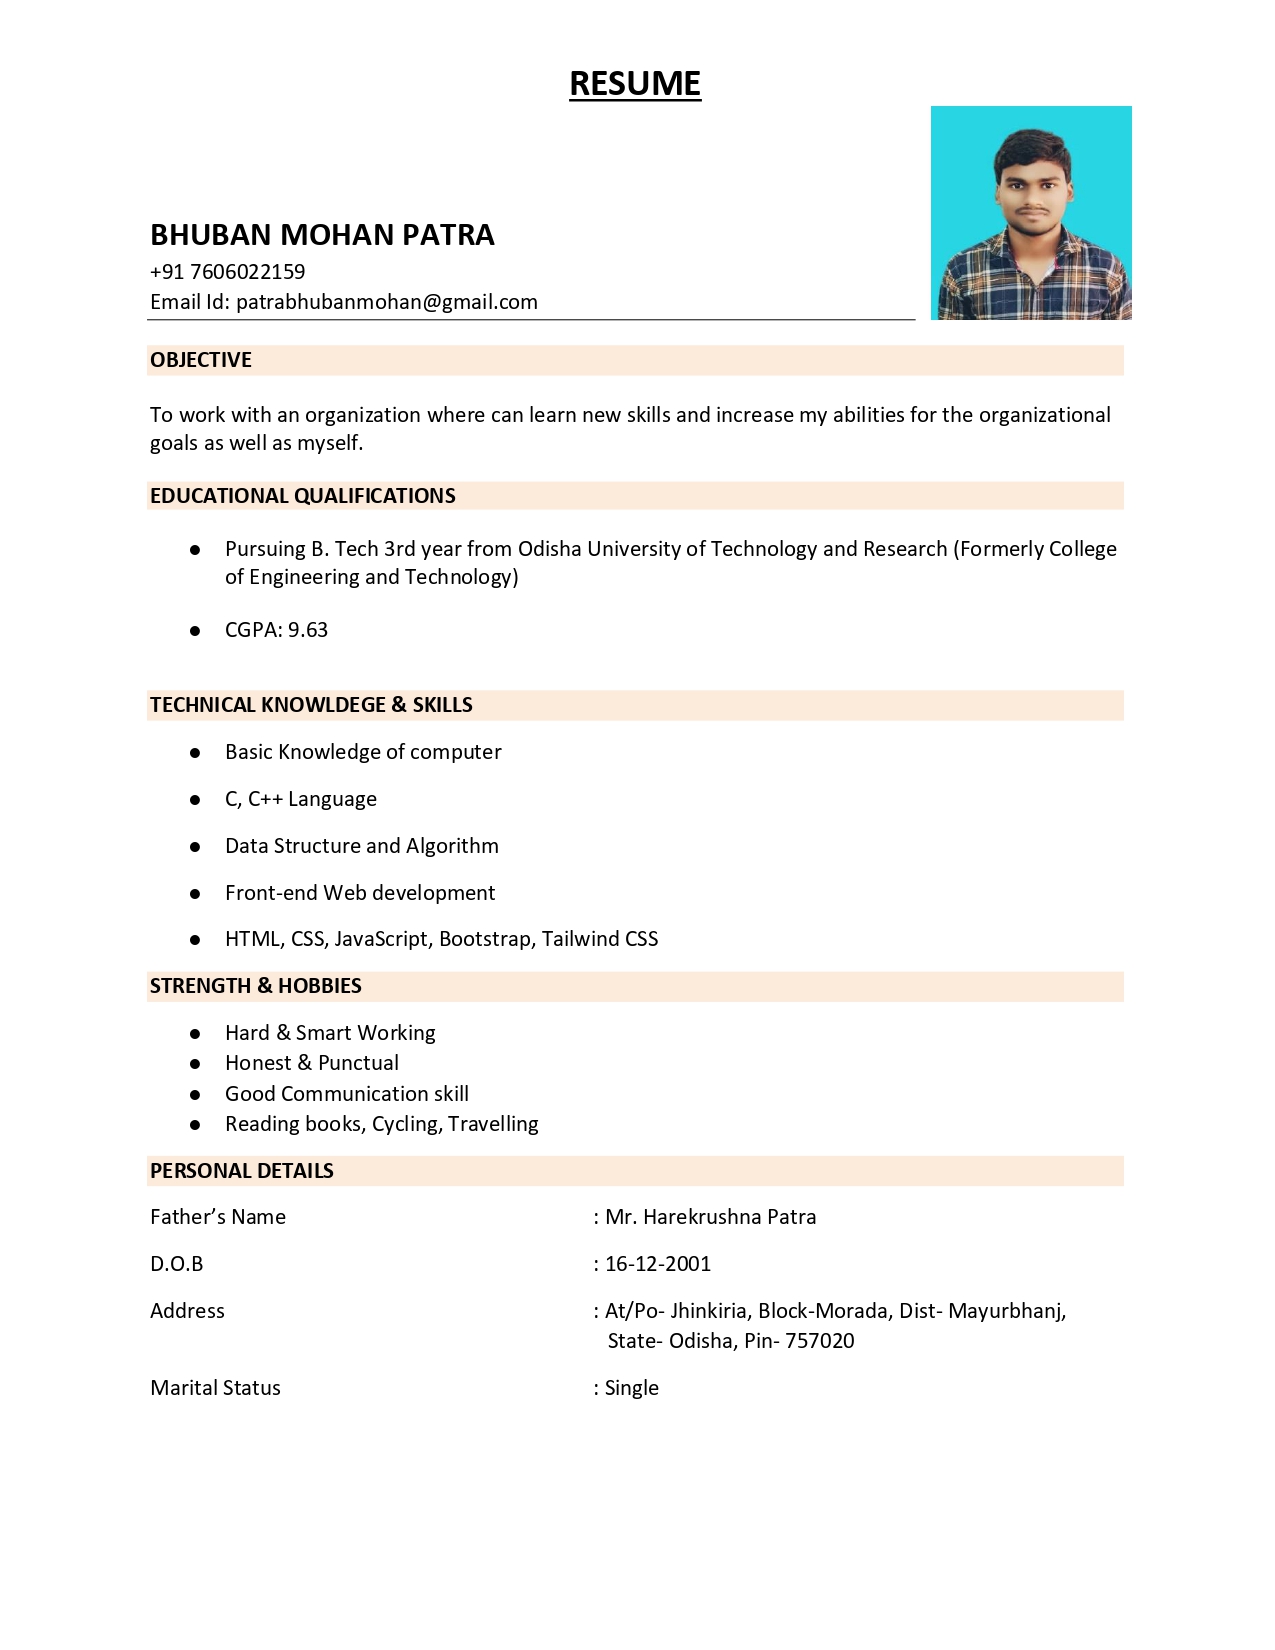 RESUME
BHUBAN MOHAN PATRA
+91 7606022159
Email Id: patrabhubanmohan@gmail.com
OBJECTIVE
To work with an organization where can learn new skills and increase my abilities for the organizational
goals as well as myself.
EDUCATIONAL QUALIFICATIONS
● Pursuing B. Tech 3rd year from Odisha University of Technology and Research (Formerly College
of Engineering and Technology)
● CGPA: 9.63
TECHNICAL KNOWLDEGE & SKILLS
● Basic Knowledge of computer
● C, C++ Language
● Data Structure and Algorithm
● Front-end Web development
● HTML, CSS, JavaScript, Bootstrap, Tailwind CSS
STRENGTH & HOBBIES
● Hard & Smart Working
● Honest & Punctual
● Good Communication skill
● Reading books, Cycling, Travelling
PERSONAL DETAILS
Father’s Name : Mr. Harekrushna Patra
D.O.B : 16-12-2001
Address : At/Po- Jhinkiria, Block-Morada, Dist- Mayurbhanj,
State- Odisha, Pin- 757020
Marital Status : Single